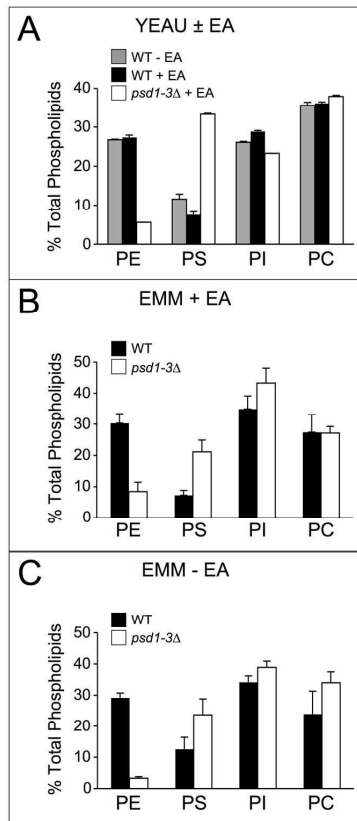 A
YEAU ± EA
WT - EA
WT + EA
psd1-3Δ + EA
% Total Phospholipids
40
30
20
10
0
PE PS PI PC
B
EMM + EA
WT
psd1-3Δ
% Total Phospholipids
50
40
30
20
10
0
PE PS PI PC
C
EMM - EA
WT
psd1-3Δ
% Total Phospholipids
50
40
30
20
10
0
PE PS PI PC